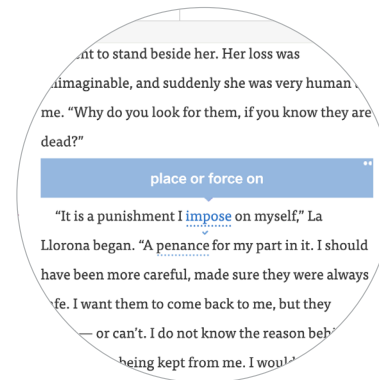 to stand beside her. Her loss was
and suddenly she was very human
me. “Why do you look for them, if you know they are
dead?”
place or force on
“It is a punishment I impose on myself,” La
Llorona began. “A penance for my part in it. I should
have been more careful, made sure they were always
I want them to come back to me, but they
— or can’t. I do not know the reason
being kept from me. I would